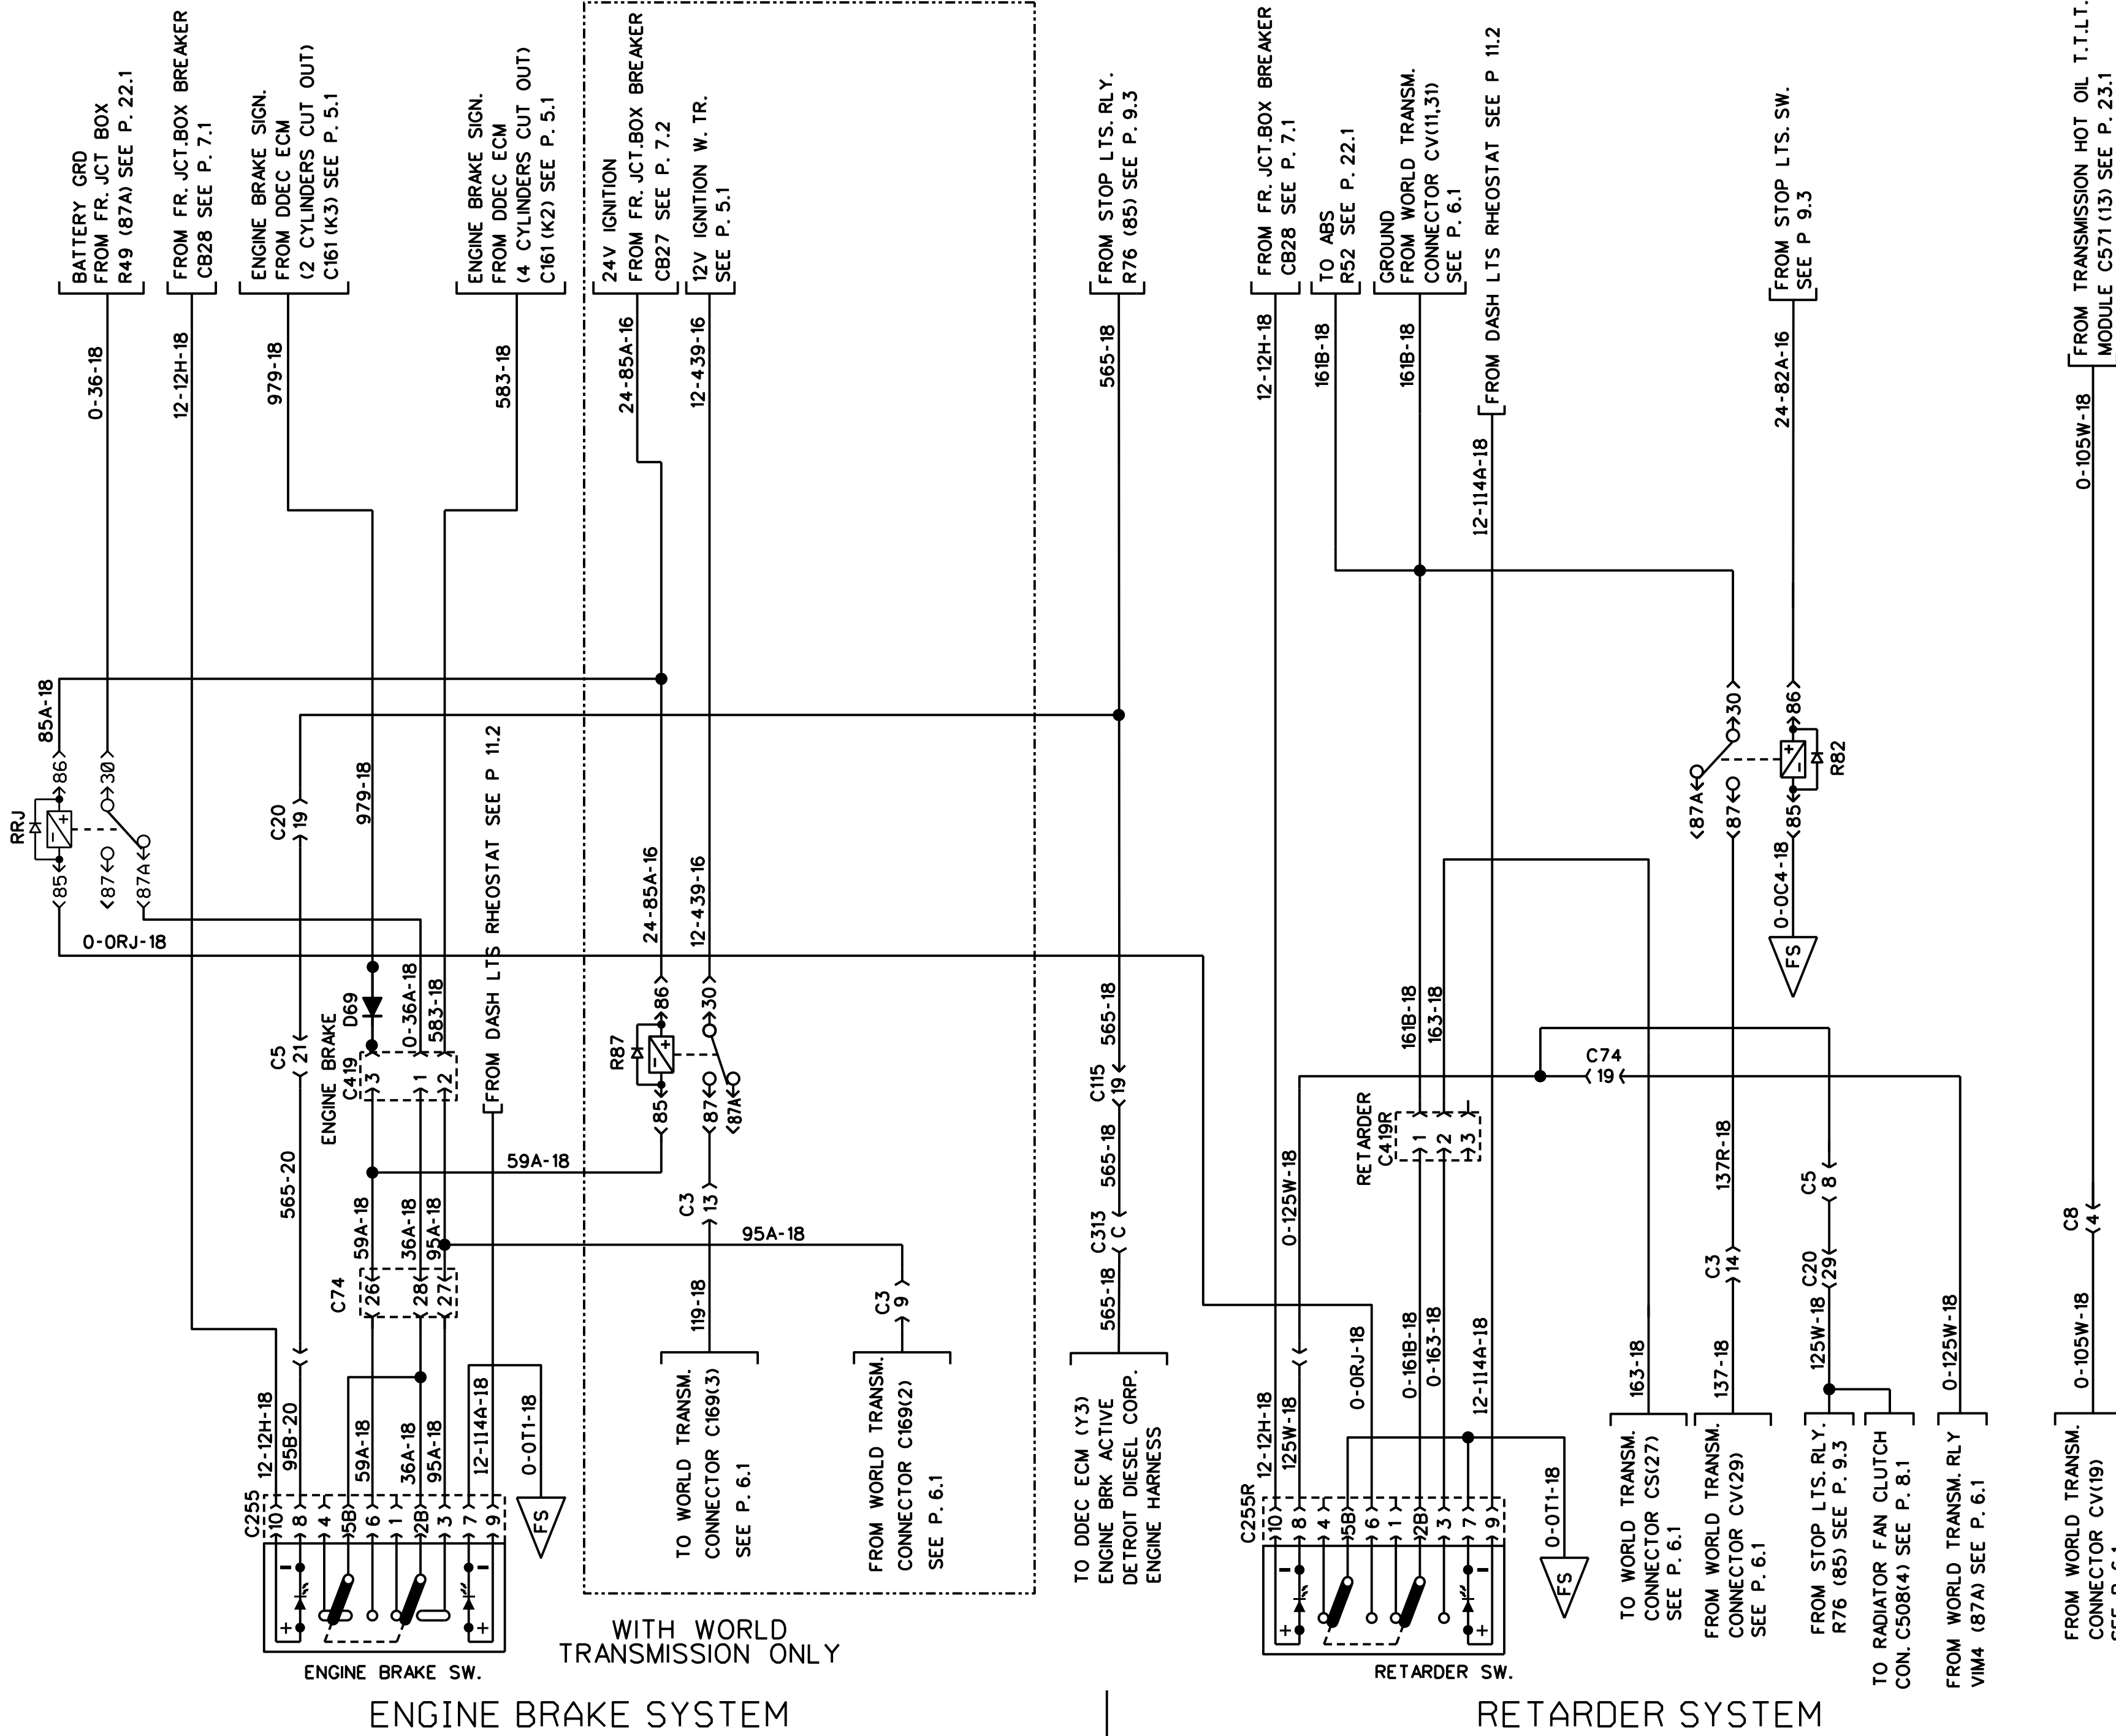 BATTERY GRD
FROM FR. JCT BOX
R49 (87A) SEE P. 22.1
FROM FR. JCT.BOX BREAKER
CB28 SEE P. 7.1
ENGINE BRAKE SIGN.
FROM DDEC ECM
(2 CYLINDERS CUT OUT)
C161 (K3) SEE P. 5.1
ENGINE BRAKE SIGN.
FROM DDEC ECM
(4 CYLINDERS CUT OUT)
C161 (K2) SEE P. 5.1
24V IGNITION
FROM FR. JCT.BOX BREAKER
CB27 SEE P. 7.2
12V IGNITION W. TR.
SEE P. 5.1
FROM STOP LTS. RLY.
R76 (85) SEE P. 9.3
FROM FR. JCT.BOX BREAKER
CB28 SEE P. 7.1
TO ABS
R52 SEE P. 22.1
GROUND
FROM WORLD TRANSM.
CONNECTOR CV(11,31)
SEE P. 6.1
FROM DASH LTS RHEOSTAT SEE P 11.2
FROM STOP LTS. SW.
SEE P 9.3
FROM TRANSMISSION HOT OIL T.T.LT.
MODULE C571 (13) SEE P. 23.1
0-36-18
12-12H-18
979-18
583-18
24-85A-16
12-439-16
565-18
12-12H-18
161B-18
161B-18
12-114A-18
24-82A-16
0-105W-18
85A-18
RRJ
86
30
85
87
87A
0-0RJ-18
C20
19
979-18
FROM DASH LTS RHEOSTAT SEE P 11.2
24-85A-16
12-439-16
30
86
87A
87
85
R82
0-0C4-18
FS
C5
21
ENGINE BRAKE
D69
C419
3
1
2
0-36A-18
583-18
R87
86
30
85
87
87A
565-18
C115
19
565-18
C313
C
565-18
161B-18
163-18
RETARDER
C419R
1
2
3
C74
19
565-20
59A-18
59A-18
36A-18
95A-18
C74
26
28
27
C3
13
119-18
95A-18
C3
9
0-125W-18
137R-18
C5
8
C3
14
C20
29
C8
4
12-12H-18
95B-20
59A-18
36A-18
95A-18
12-114A-18
0-0T1-18
FS
C255
10
8
4
5B
6
1
2B
3
7
9
+
-
+
-
ENGINE BRAKE SW.
TO WORLD TRANSM.
CONNECTOR C169(3)
SEE P. 6.1
FROM WORLD TRANSM.
CONNECTOR C169(2)
SEE P. 6.1
WITH WORLD
TRANSMISSION ONLY
TO DDEC ECM (Y3)
ENGINE BRK ACTIVE
DETROIT DIESEL CORP.
ENGINE HARNESS
12-12H-18
125W-18
0-0RJ-18
0-161B-18
0-163-18
12-114A-18
0-0T1-18
FS
C255R
10
8
4
5B
6
1
2B
3
7
9
+
-
+
-
RETARDER SW.
163-18
137-18
125W-18
0-125W-18
0-105W-18
TO WORLD TRANSM.
CONNECTOR CS(27)
SEE P. 6.1
FROM WORLD TRANSM.
CONNECTOR CV(29)
SEE P. 6.1
FROM STOP LTS. RLY.
R76 (85) SEE P. 9.3
TO RADIATOR FAN CLUTCH
CON. C508(4) SEE P. 8.1
FROM WORLD TRANSM. RLY
VIM4 (87A) SEE P. 6.1
FROM WORLD TRANSM.
CONNECTOR CV(19)
ENGINE BRAKE SYSTEM
RETARDER SYSTEM